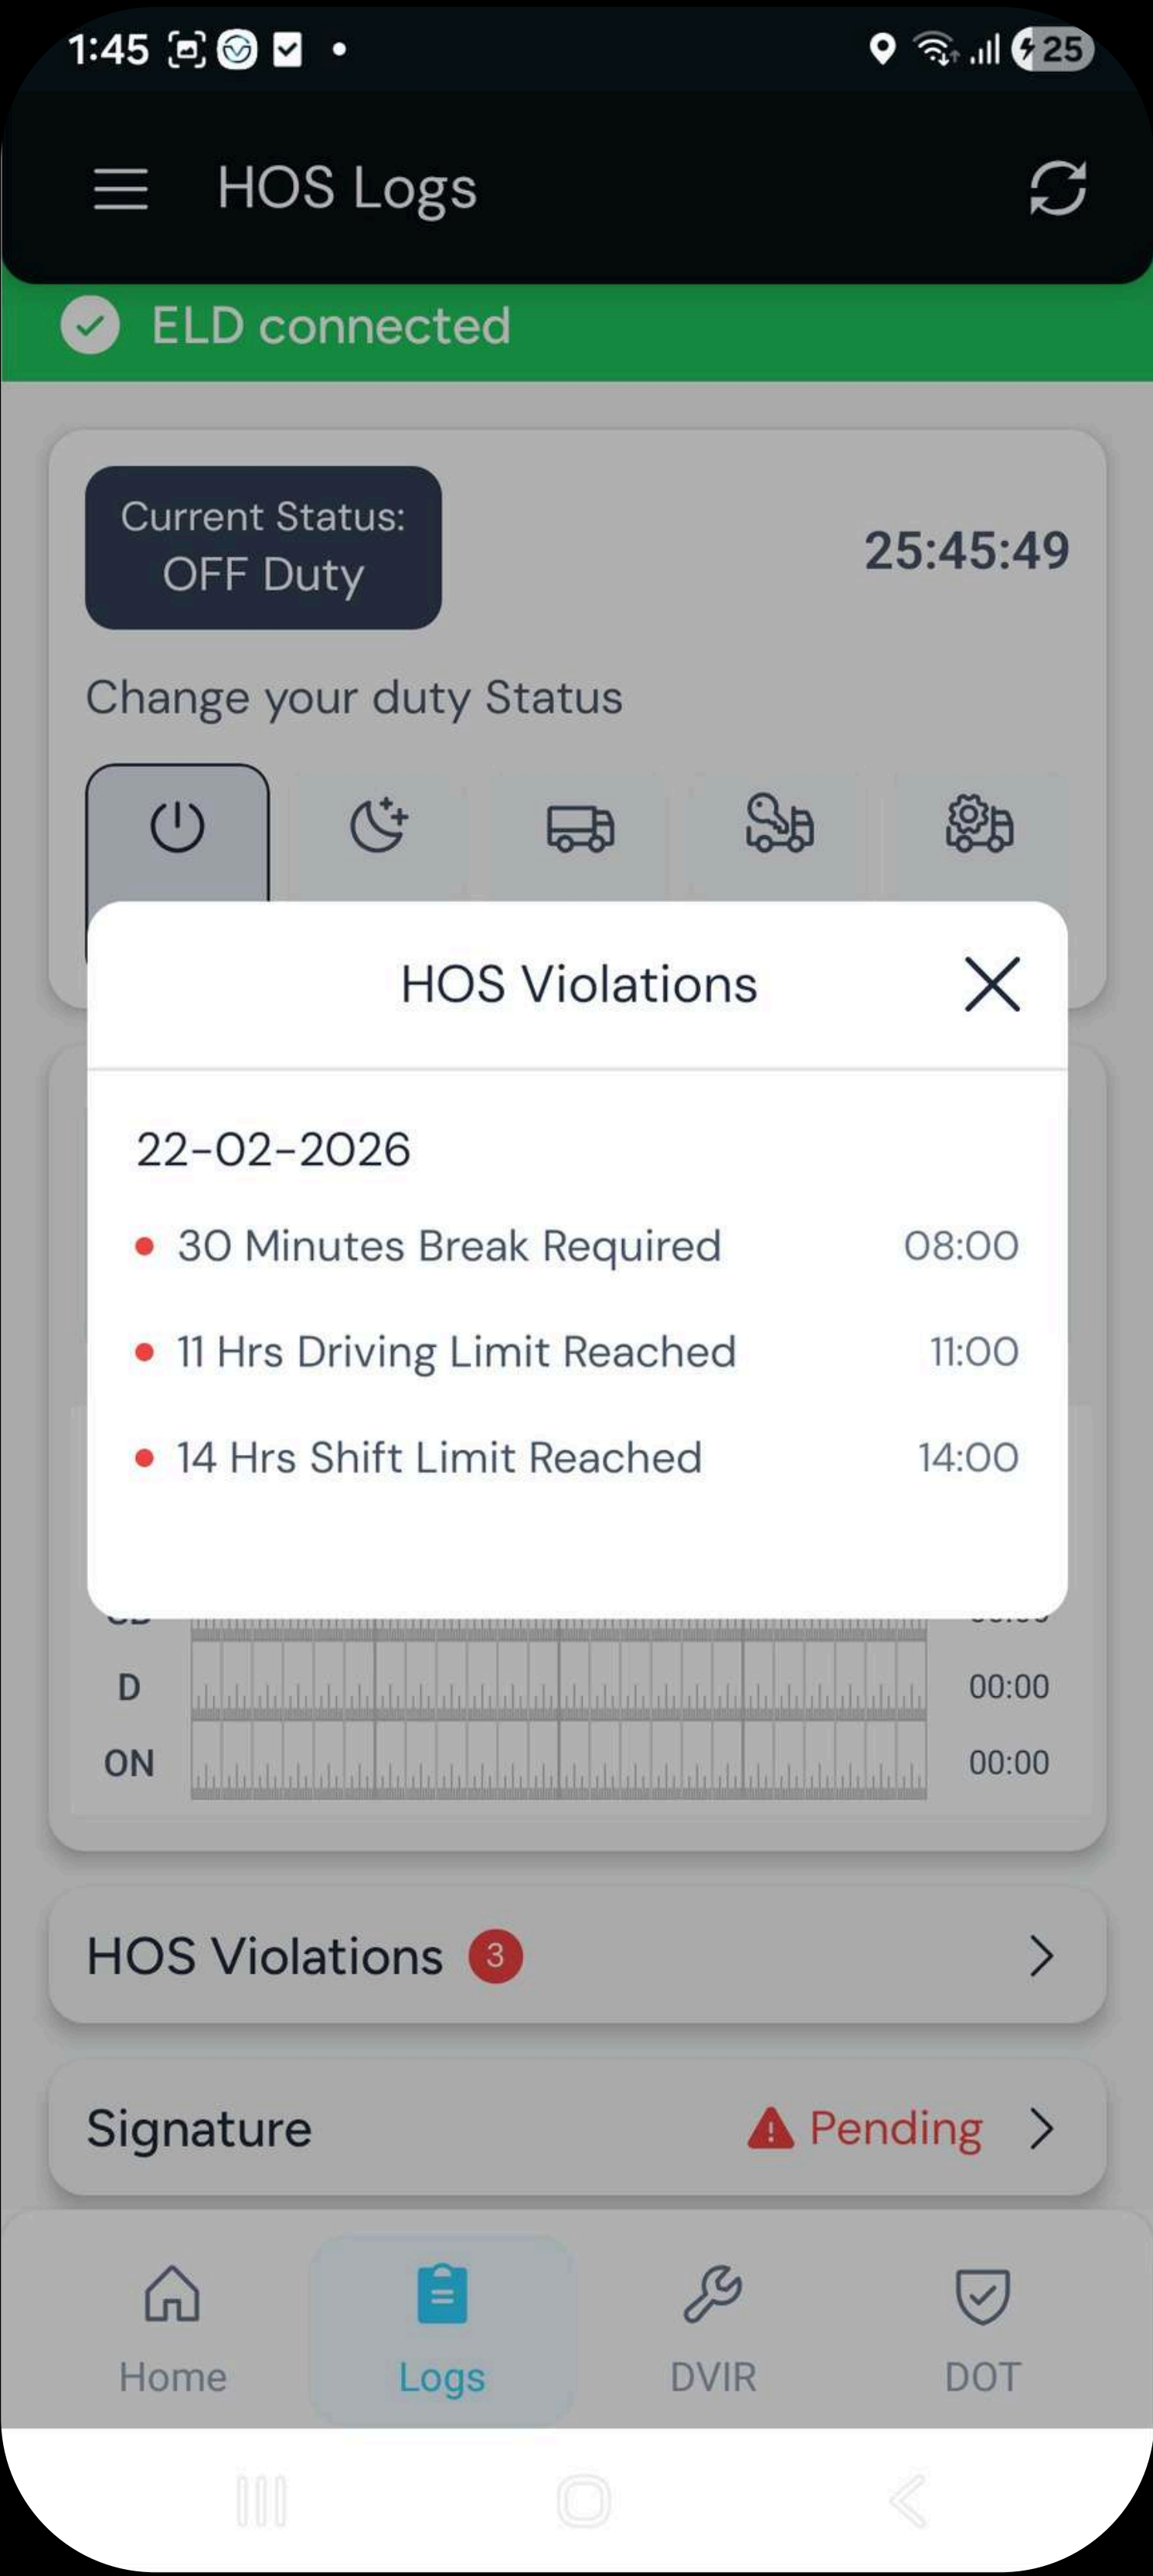 1:45
25
HOS Logs
ELD connected
Current Status:
OFF Duty
25:45:49
Change your duty Status
HOS Violations
22-02-2026
30 Minutes Break Required 08:00
11 Hrs Driving Limit Reached 11:00
14 Hrs Shift Limit Reached 14:00
D 00:00
ON 00:00
HOS Violations 3
Signature Pending
Home Logs DVIR DOT